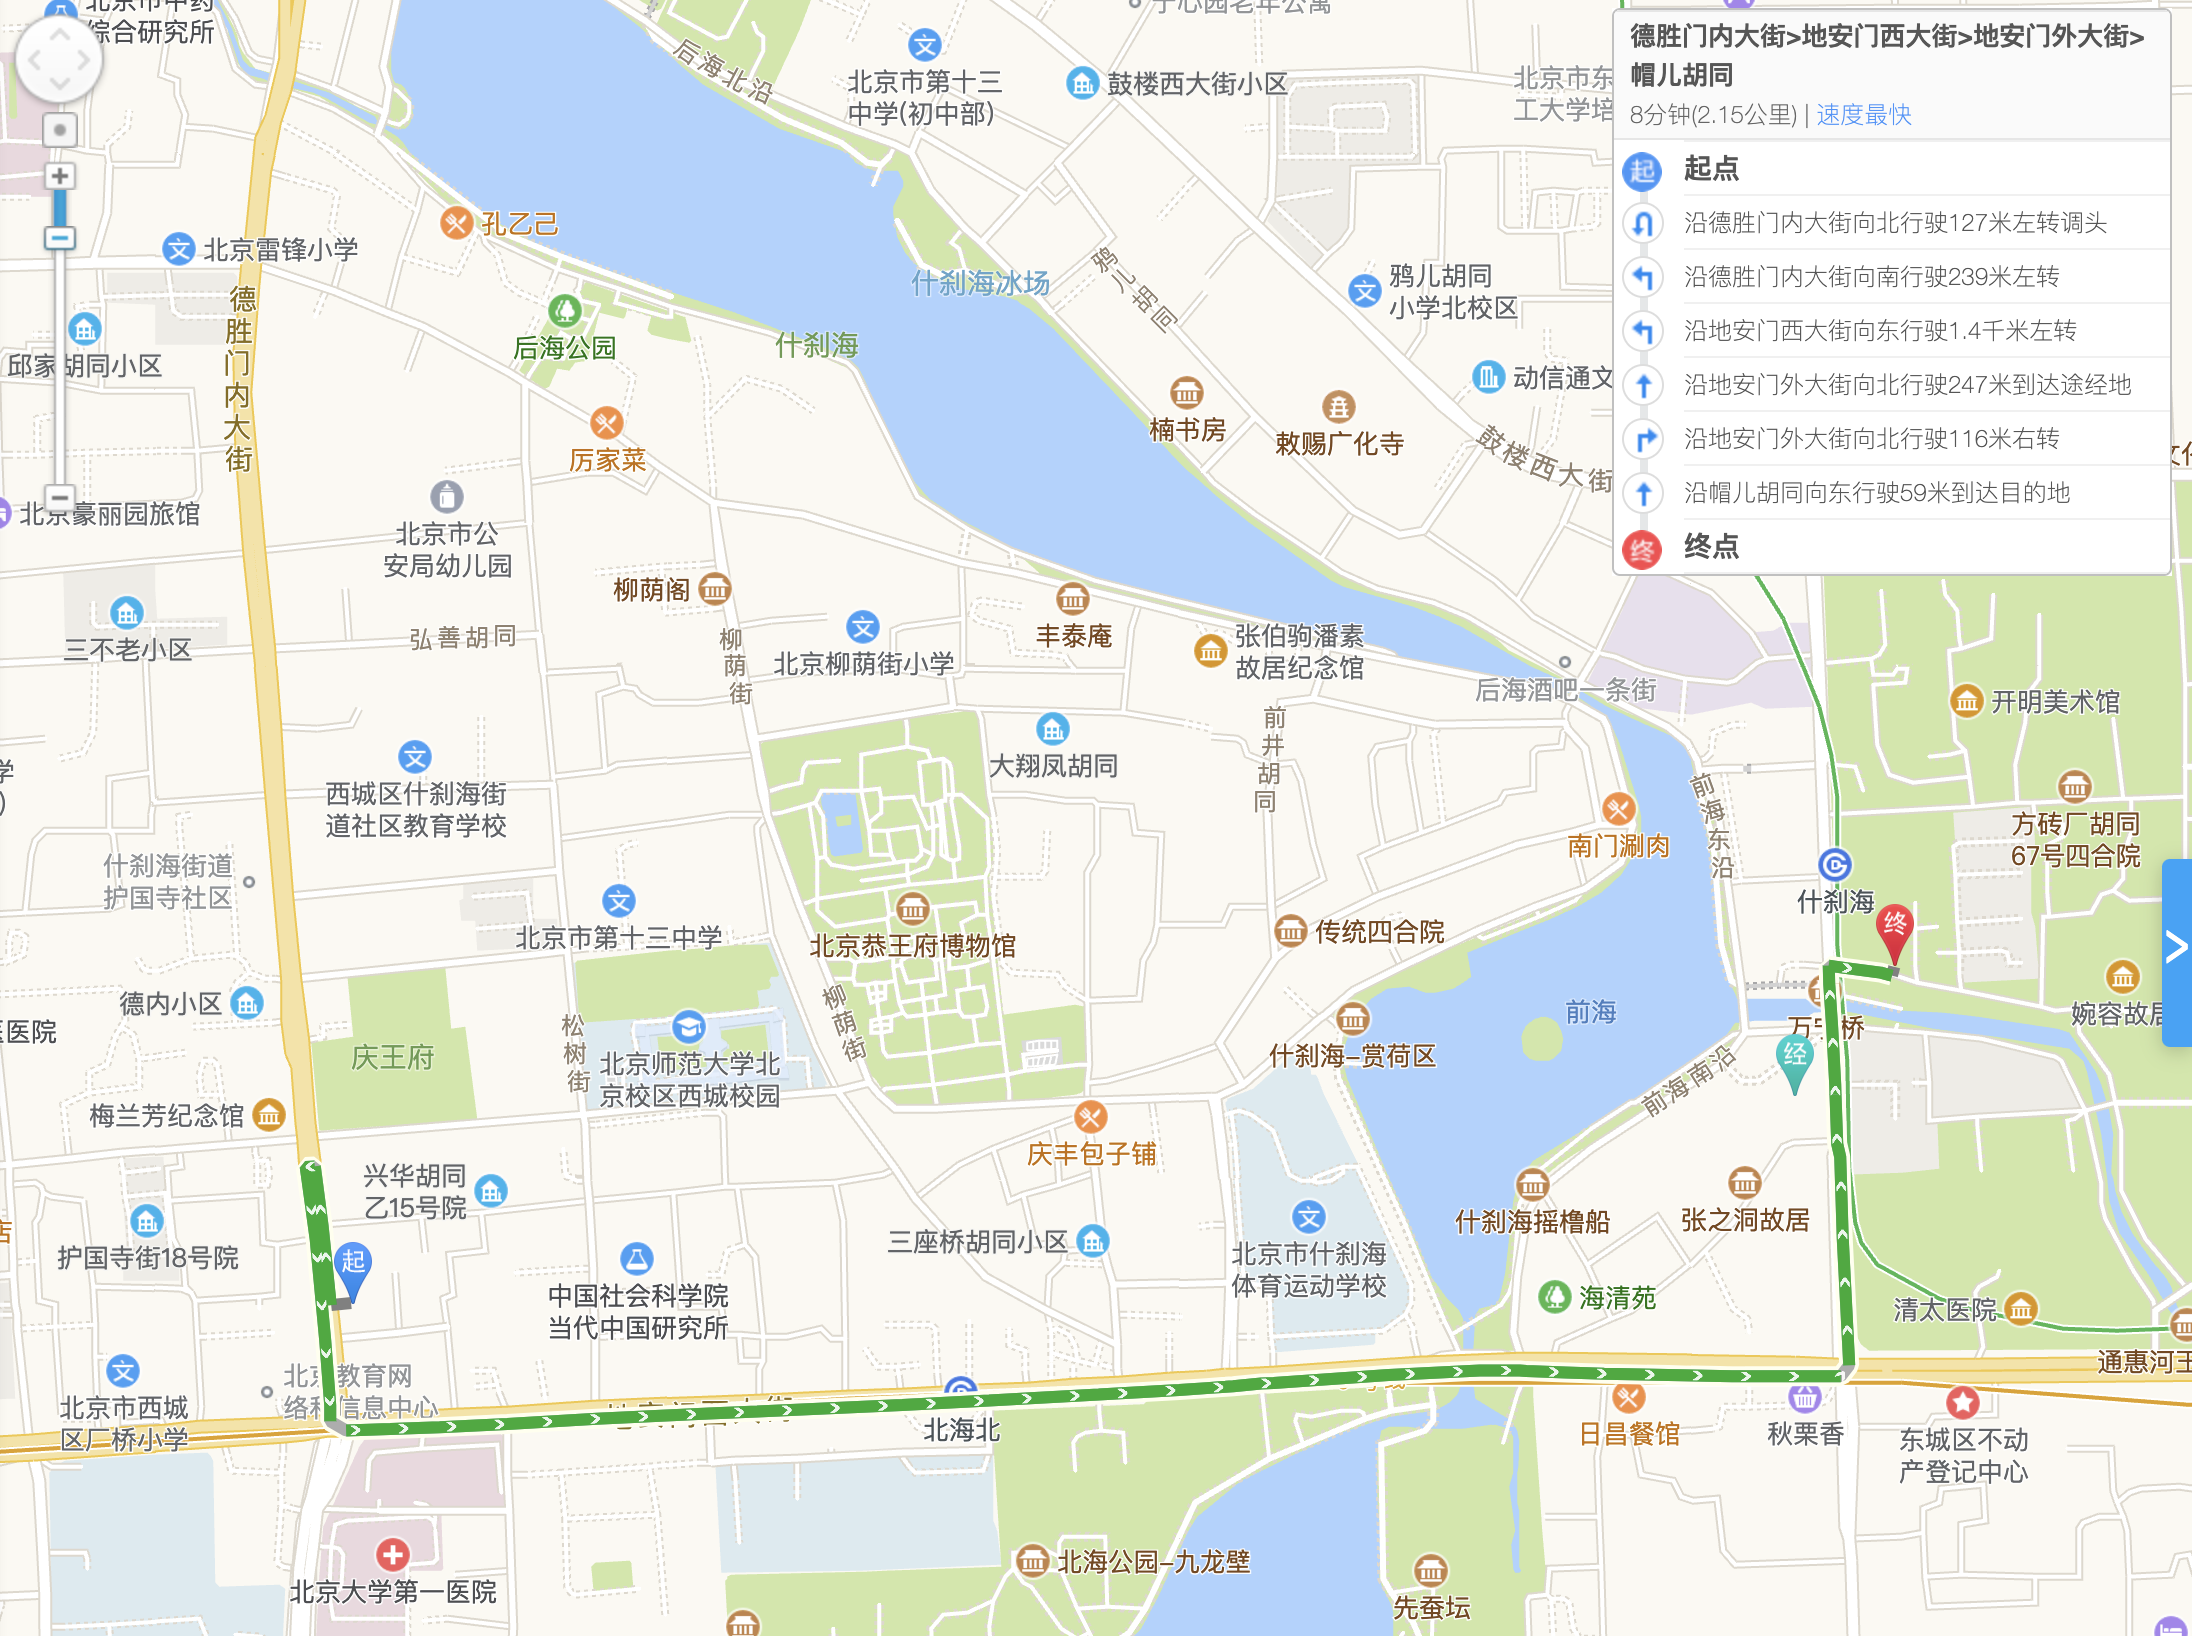 综合研究所
后海北沿
北京市第十三
中学(初中部)
鼓楼西大街小区
北京市东
工大学培
德胜门内大街>地安门西大街>地安门外大街>
帽儿胡同
8分钟(2.15公里) | 速度最快
起 起点
沿德胜门内大街向北行驶127米左转调头
沿德胜门内大街向南行驶239米左转
沿地安门西大街向东行驶1.4千米左转
沿地安门外大街向北行驶247米到达途经地
沿地安门外大街向北行驶116米右转
沿帽儿胡同向东行驶59米到达目的地
终 终点
孔乙己
北京雷锋小学
德胜门内大街
什刹海冰场
鸦儿胡同
鸦儿胡同
小学北校区
邱家胡同小区
后海公园
什刹海
动信通文
楠书房
敕赐广化寺
鼓楼西大街
厉家菜
北京豪丽园旅馆
北京市公
安局幼儿园
柳荫阁
三不老小区
弘善胡同
柳荫街
北京柳荫街小学
丰泰庵
张伯驹潘素
故居纪念馆
后海酒吧一条街
开明美术馆
前井胡同
大翔凤胡同
西城区什刹海街
道社区教育学校
前海东沿
南门涮肉
方砖厂胡同
67号四合院
什刹海街道
护国寺社区
什刹海
终
北京市第十三中学
北京恭王府博物馆
传统四合院
德内小区
医院
庆王府
松树街
柳荫街
北京师范大学北
京校区西城校园
前海
什刹海-赏荷区
万宁桥
经
婉容故居
前海南沿
梅兰芳纪念馆
庆丰包子铺
兴华胡同
乙15号院
店
护国寺街18号院
起
三座桥胡同小区
北京市什刹海
体育运动学校
什刹海摇橹船
张之洞故居
中国社会科学院
当代中国研究所
海清苑
清太医院
通惠河玉
北京教育网
络和信息中心
北京市西城
区厂桥小学
地安门西大街
北海北
日昌餐馆
秋栗香
东城区不动
产登记中心
北京大学第一医院
北海公园-九龙壁
先蚕坛